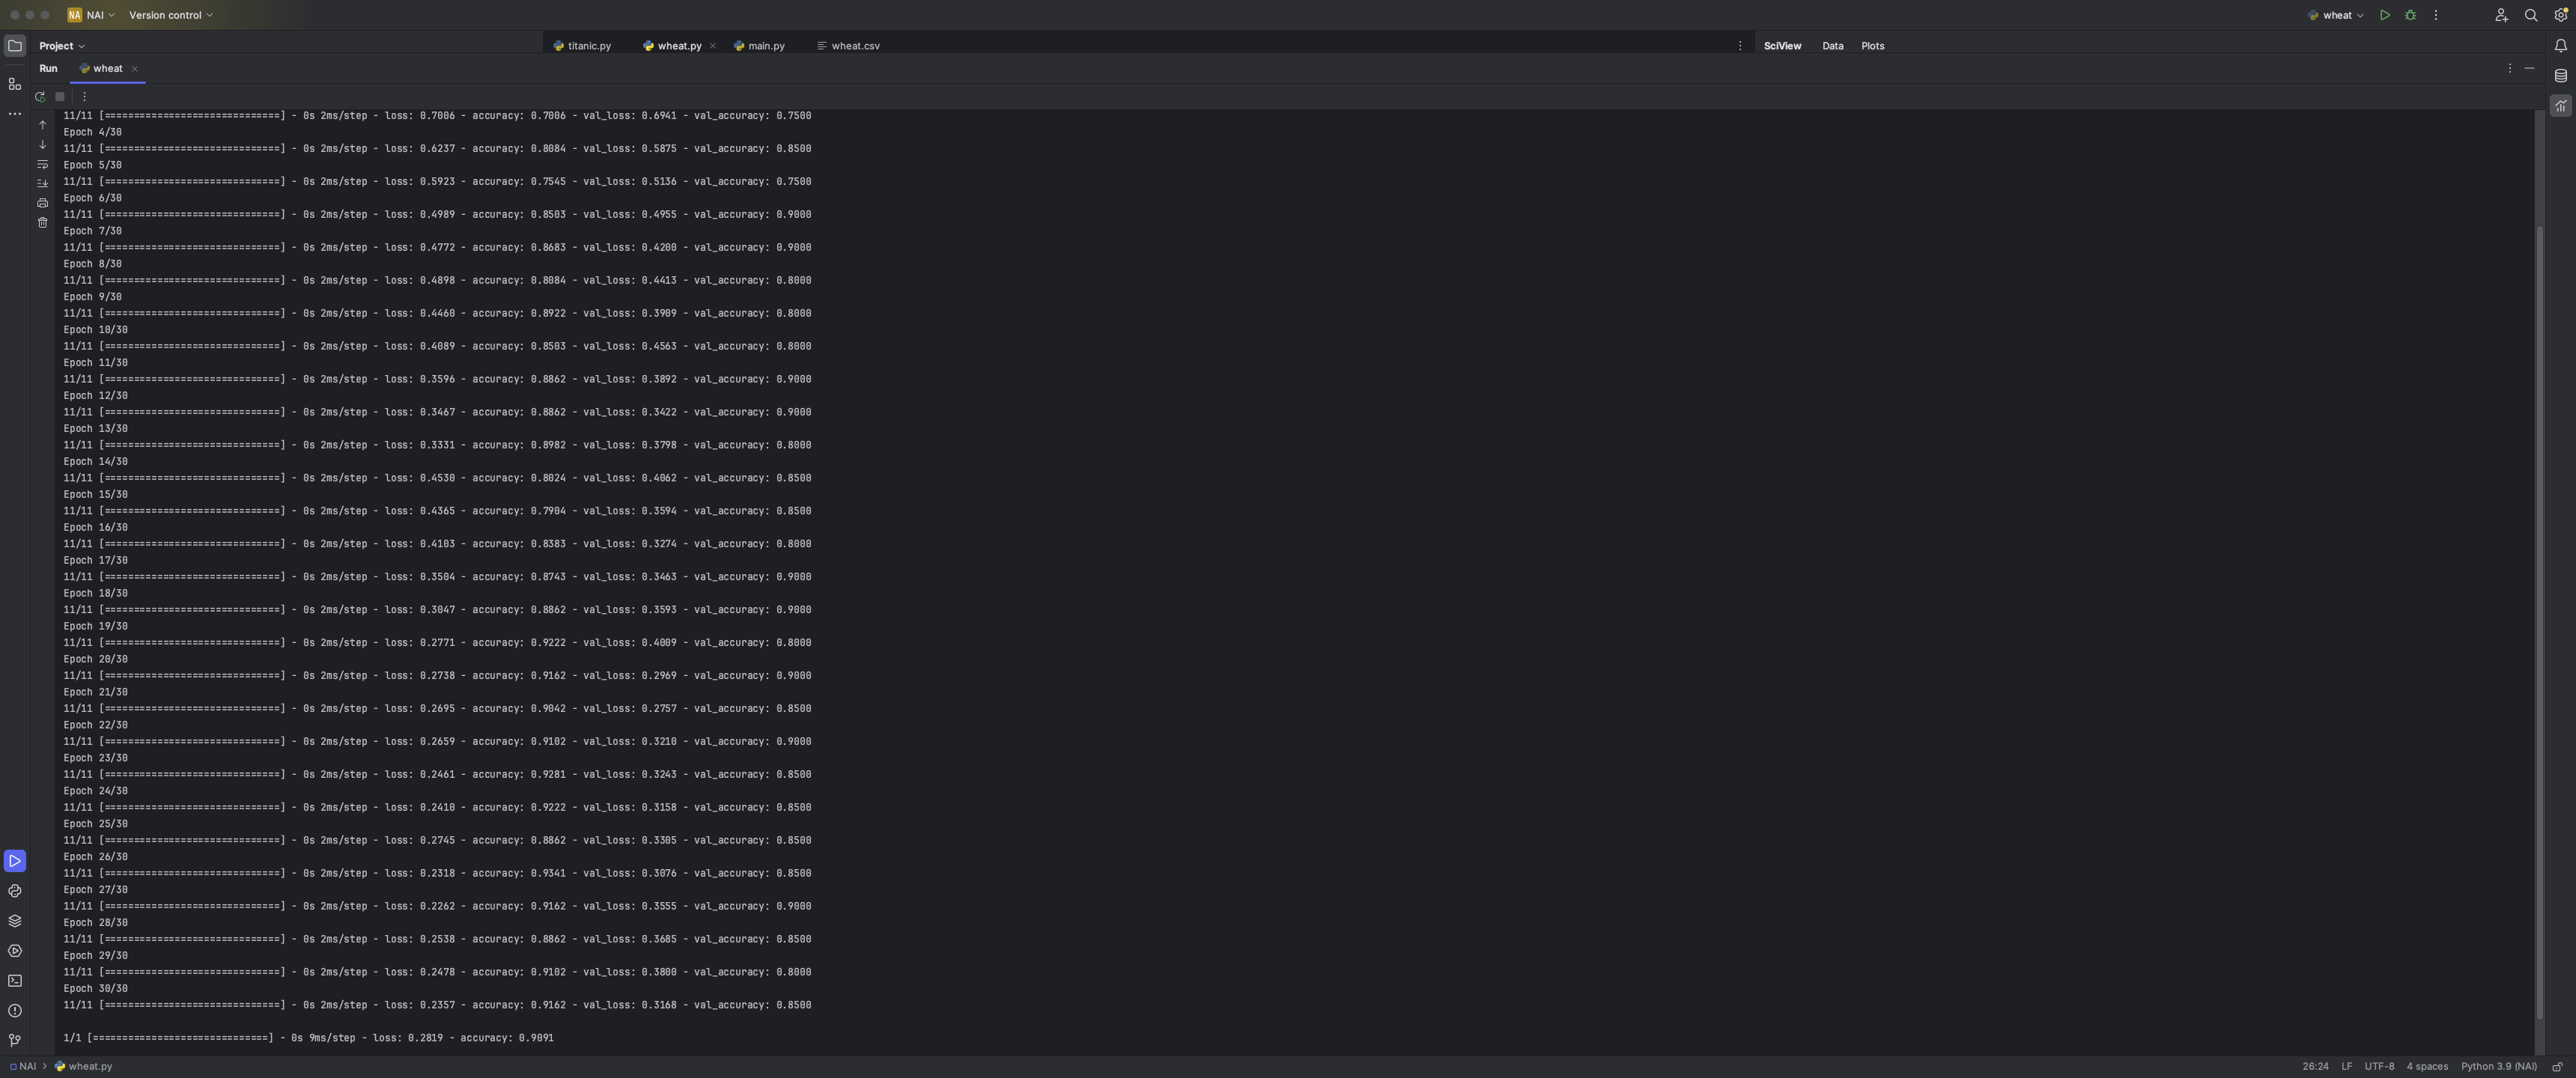 NA NAI Version control wheat
Project titanic.py wheat.py main.py wheat.csv SciView Data Plots
Run wheat
11/11 [==============================] - 0s 2ms/step - loss: 0.7006 - accuracy: 0.7006 - val_loss: 0.6941 - val_accuracy: 0.7500
Epoch 4/30
11/11 [==============================] - 0s 2ms/step - loss: 0.6237 - accuracy: 0.8084 - val_loss: 0.5875 - val_accuracy: 0.8500
Epoch 5/30
11/11 [==============================] - 0s 2ms/step - loss: 0.5923 - accuracy: 0.7545 - val_loss: 0.5136 - val_accuracy: 0.7500
Epoch 6/30
11/11 [==============================] - 0s 2ms/step - loss: 0.4989 - accuracy: 0.8503 - val_loss: 0.4955 - val_accuracy: 0.9000
Epoch 7/30
11/11 [==============================] - 0s 2ms/step - loss: 0.4772 - accuracy: 0.8683 - val_loss: 0.4200 - val_accuracy: 0.9000
Epoch 8/30
11/11 [==============================] - 0s 2ms/step - loss: 0.4898 - accuracy: 0.8084 - val_loss: 0.4413 - val_accuracy: 0.8000
Epoch 9/30
11/11 [==============================] - 0s 2ms/step - loss: 0.4460 - accuracy: 0.8922 - val_loss: 0.3909 - val_accuracy: 0.8000
Epoch 10/30
11/11 [==============================] - 0s 2ms/step - loss: 0.4089 - accuracy: 0.8503 - val_loss: 0.4563 - val_accuracy: 0.8000
Epoch 11/30
11/11 [==============================] - 0s 2ms/step - loss: 0.3596 - accuracy: 0.8862 - val_loss: 0.3892 - val_accuracy: 0.9000
Epoch 12/30
11/11 [==============================] - 0s 2ms/step - loss: 0.3467 - accuracy: 0.8862 - val_loss: 0.3422 - val_accuracy: 0.9000
Epoch 13/30
11/11 [==============================] - 0s 2ms/step - loss: 0.3331 - accuracy: 0.8982 - val_loss: 0.3798 - val_accuracy: 0.8000
Epoch 14/30
11/11 [==============================] - 0s 2ms/step - loss: 0.4530 - accuracy: 0.8024 - val_loss: 0.4062 - val_accuracy: 0.8500
Epoch 15/30
11/11 [==============================] - 0s 2ms/step - loss: 0.4365 - accuracy: 0.7904 - val_loss: 0.3594 - val_accuracy: 0.8500
Epoch 16/30
11/11 [==============================] - 0s 2ms/step - loss: 0.4103 - accuracy: 0.8383 - val_loss: 0.3274 - val_accuracy: 0.8000
Epoch 17/30
11/11 [==============================] - 0s 2ms/step - loss: 0.3504 - accuracy: 0.8743 - val_loss: 0.3463 - val_accuracy: 0.9000
Epoch 18/30
11/11 [==============================] - 0s 2ms/step - loss: 0.3047 - accuracy: 0.8862 - val_loss: 0.3593 - val_accuracy: 0.9000
Epoch 19/30
11/11 [==============================] - 0s 2ms/step - loss: 0.2771 - accuracy: 0.9222 - val_loss: 0.4009 - val_accuracy: 0.8000
Epoch 20/30
11/11 [==============================] - 0s 2ms/step - loss: 0.2738 - accuracy: 0.9162 - val_loss: 0.2969 - val_accuracy: 0.9000
Epoch 21/30
11/11 [==============================] - 0s 2ms/step - loss: 0.2695 - accuracy: 0.9042 - val_loss: 0.2757 - val_accuracy: 0.8500
Epoch 22/30
11/11 [==============================] - 0s 2ms/step - loss: 0.2659 - accuracy: 0.9102 - val_loss: 0.3210 - val_accuracy: 0.9000
Epoch 23/30
11/11 [==============================] - 0s 2ms/step - loss: 0.2461 - accuracy: 0.9281 - val_loss: 0.3243 - val_accuracy: 0.8500
Epoch 24/30
11/11 [==============================] - 0s 2ms/step - loss: 0.2410 - accuracy: 0.9222 - val_loss: 0.3158 - val_accuracy: 0.8500
Epoch 25/30
11/11 [==============================] - 0s 2ms/step - loss: 0.2745 - accuracy: 0.8862 - val_loss: 0.3305 - val_accuracy: 0.8500
Epoch 26/30
11/11 [==============================] - 0s 2ms/step - loss: 0.2318 - accuracy: 0.9341 - val_loss: 0.3076 - val_accuracy: 0.8500
Epoch 27/30
11/11 [==============================] - 0s 2ms/step - loss: 0.2262 - accuracy: 0.9162 - val_loss: 0.3555 - val_accuracy: 0.9000
Epoch 28/30
11/11 [==============================] - 0s 2ms/step - loss: 0.2538 - accuracy: 0.8862 - val_loss: 0.3685 - val_accuracy: 0.8500
Epoch 29/30
11/11 [==============================] - 0s 2ms/step - loss: 0.2478 - accuracy: 0.9102 - val_loss: 0.3800 - val_accuracy: 0.8000
Epoch 30/30
11/11 [==============================] - 0s 2ms/step - loss: 0.2357 - accuracy: 0.9162 - val_loss: 0.3168 - val_accuracy: 0.8500
1/1 [==============================] - 0s 9ms/step - loss: 0.2819 - accuracy: 0.9091
NAI > wheat.py 26:24 LF UTF-8 4 spaces Python 3.9 (NAI)